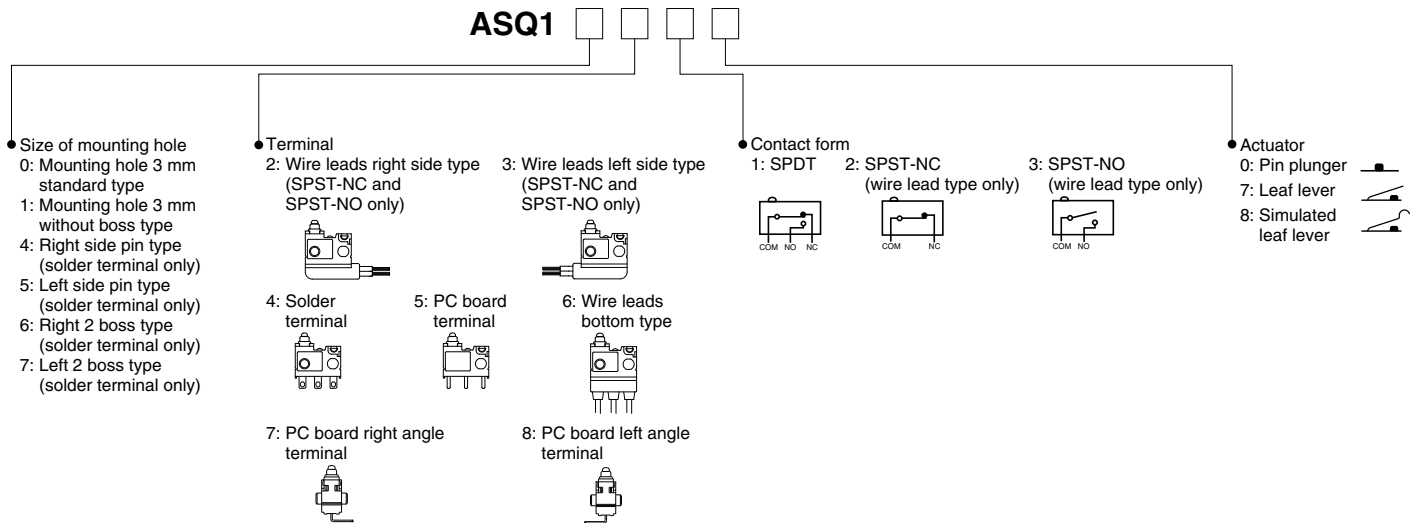 ASQ1
Size of mounting hole
0: Mounting hole 3 mm
standard type
1: Mounting hole 3 mm
without boss type
4: Right side pin type
(solder terminal only)
5: Left side pin type
(solder terminal only)
6: Right 2 boss type
(solder terminal only)
7: Left 2 boss type
(solder terminal only)
Terminal
2: Wire leads right side type
(SPST-NC and
SPST-NO only)
3: Wire leads left side type
(SPST-NC and
SPST-NO only)
4: Solder
terminal
5: PC board
terminal
6: Wire leads
bottom type
7: PC board right angle
terminal
8: PC board left angle
terminal
Contact form
1: SPDT
COM NO NC
2: SPST-NC
(wire lead type only)
COM NC
3: SPST-NO
(wire lead type only)
COM NO
Actuator
0: Pin plunger
7: Leaf lever
8: Simulated
leaf lever